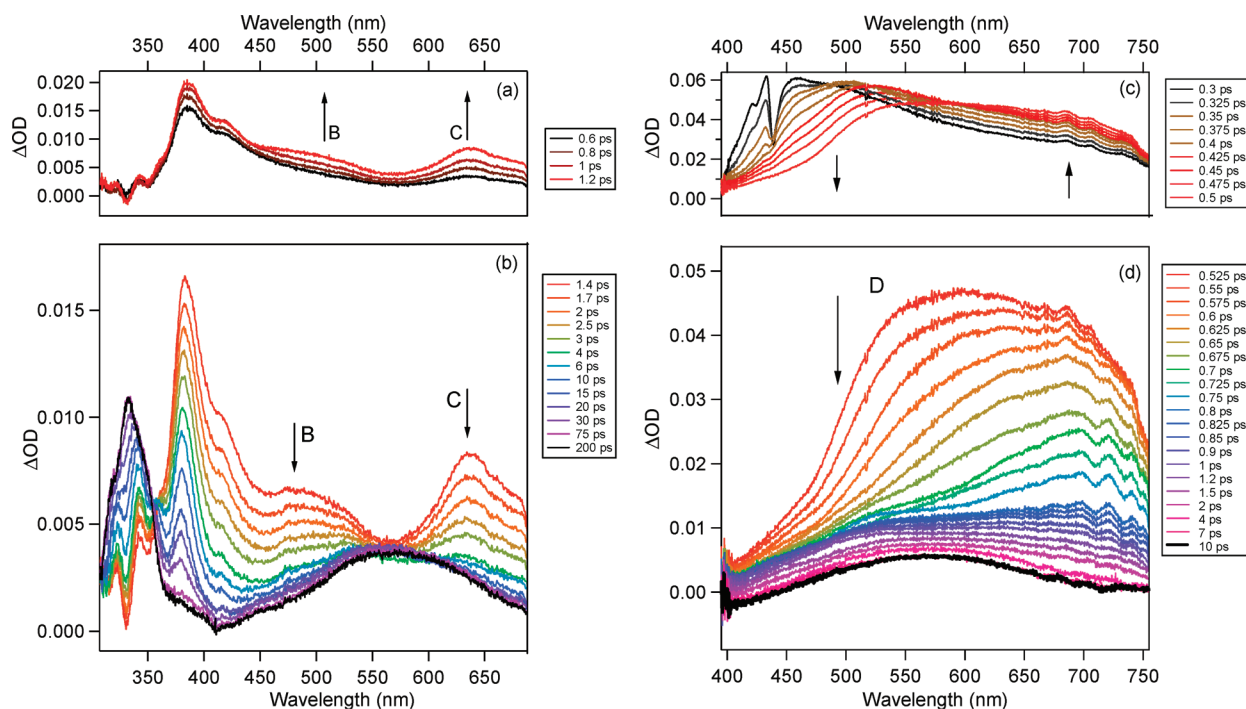 Wavelength (nm)
350 400 450 500 550 600 650
0.020
0.015
0.010
0.005
0.000
ΔOD
(a)
B
C
0.6 ps
0.8 ps
1 ps
1.2 ps
(b)
0.015
0.010
0.005
0.000
ΔOD
B
C
1.4 ps
1.7 ps
2 ps
2.5 ps
3 ps
4 ps
6 ps
10 ps
15 ps
20 ps
30 ps
75 ps
200 ps
350 400 450 500 550 600 650
Wavelength (nm)
Wavelength (nm)
400 450 500 550 600 650 700 750
0.06
0.04
0.02
0.00
ΔOD
(c)
0.3 ps
0.325 ps
0.35 ps
0.375 ps
0.4 ps
0.425 ps
0.45 ps
0.475 ps
0.5 ps
(d)
0.05
0.04
0.03
0.02
0.01
0.00
ΔOD
D
0.525 ps
0.55 ps
0.575 ps
0.6 ps
0.625 ps
0.65 ps
0.675 ps
0.7 ps
0.725 ps
0.75 ps
0.8 ps
0.825 ps
0.85 ps
0.9 ps
1 ps
1.2 ps
1.5 ps
2 ps
4 ps
7 ps
10 ps
400 450 500 550 600 650 700 750
Wavelength (nm)